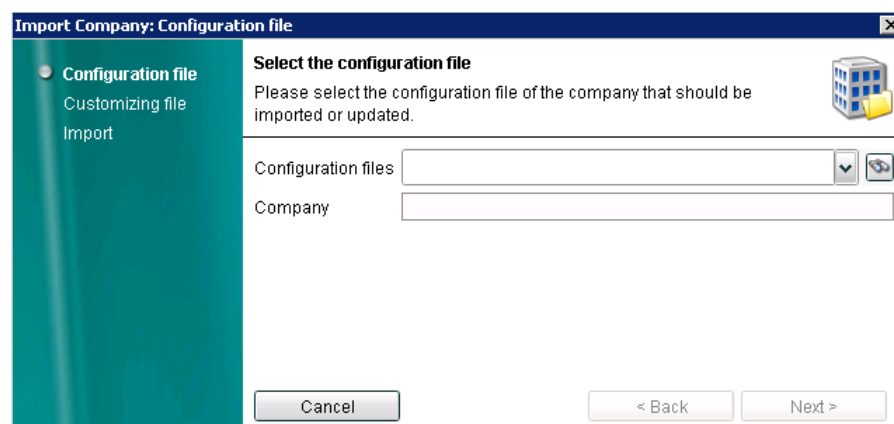 Import Company: Configuration file
Configuration file
Customizing file
Import
Select the configuration file
Please select the configuration file of the company that should be
imported or updated.
Configuration files
Company
Cancel
< Back
Next >